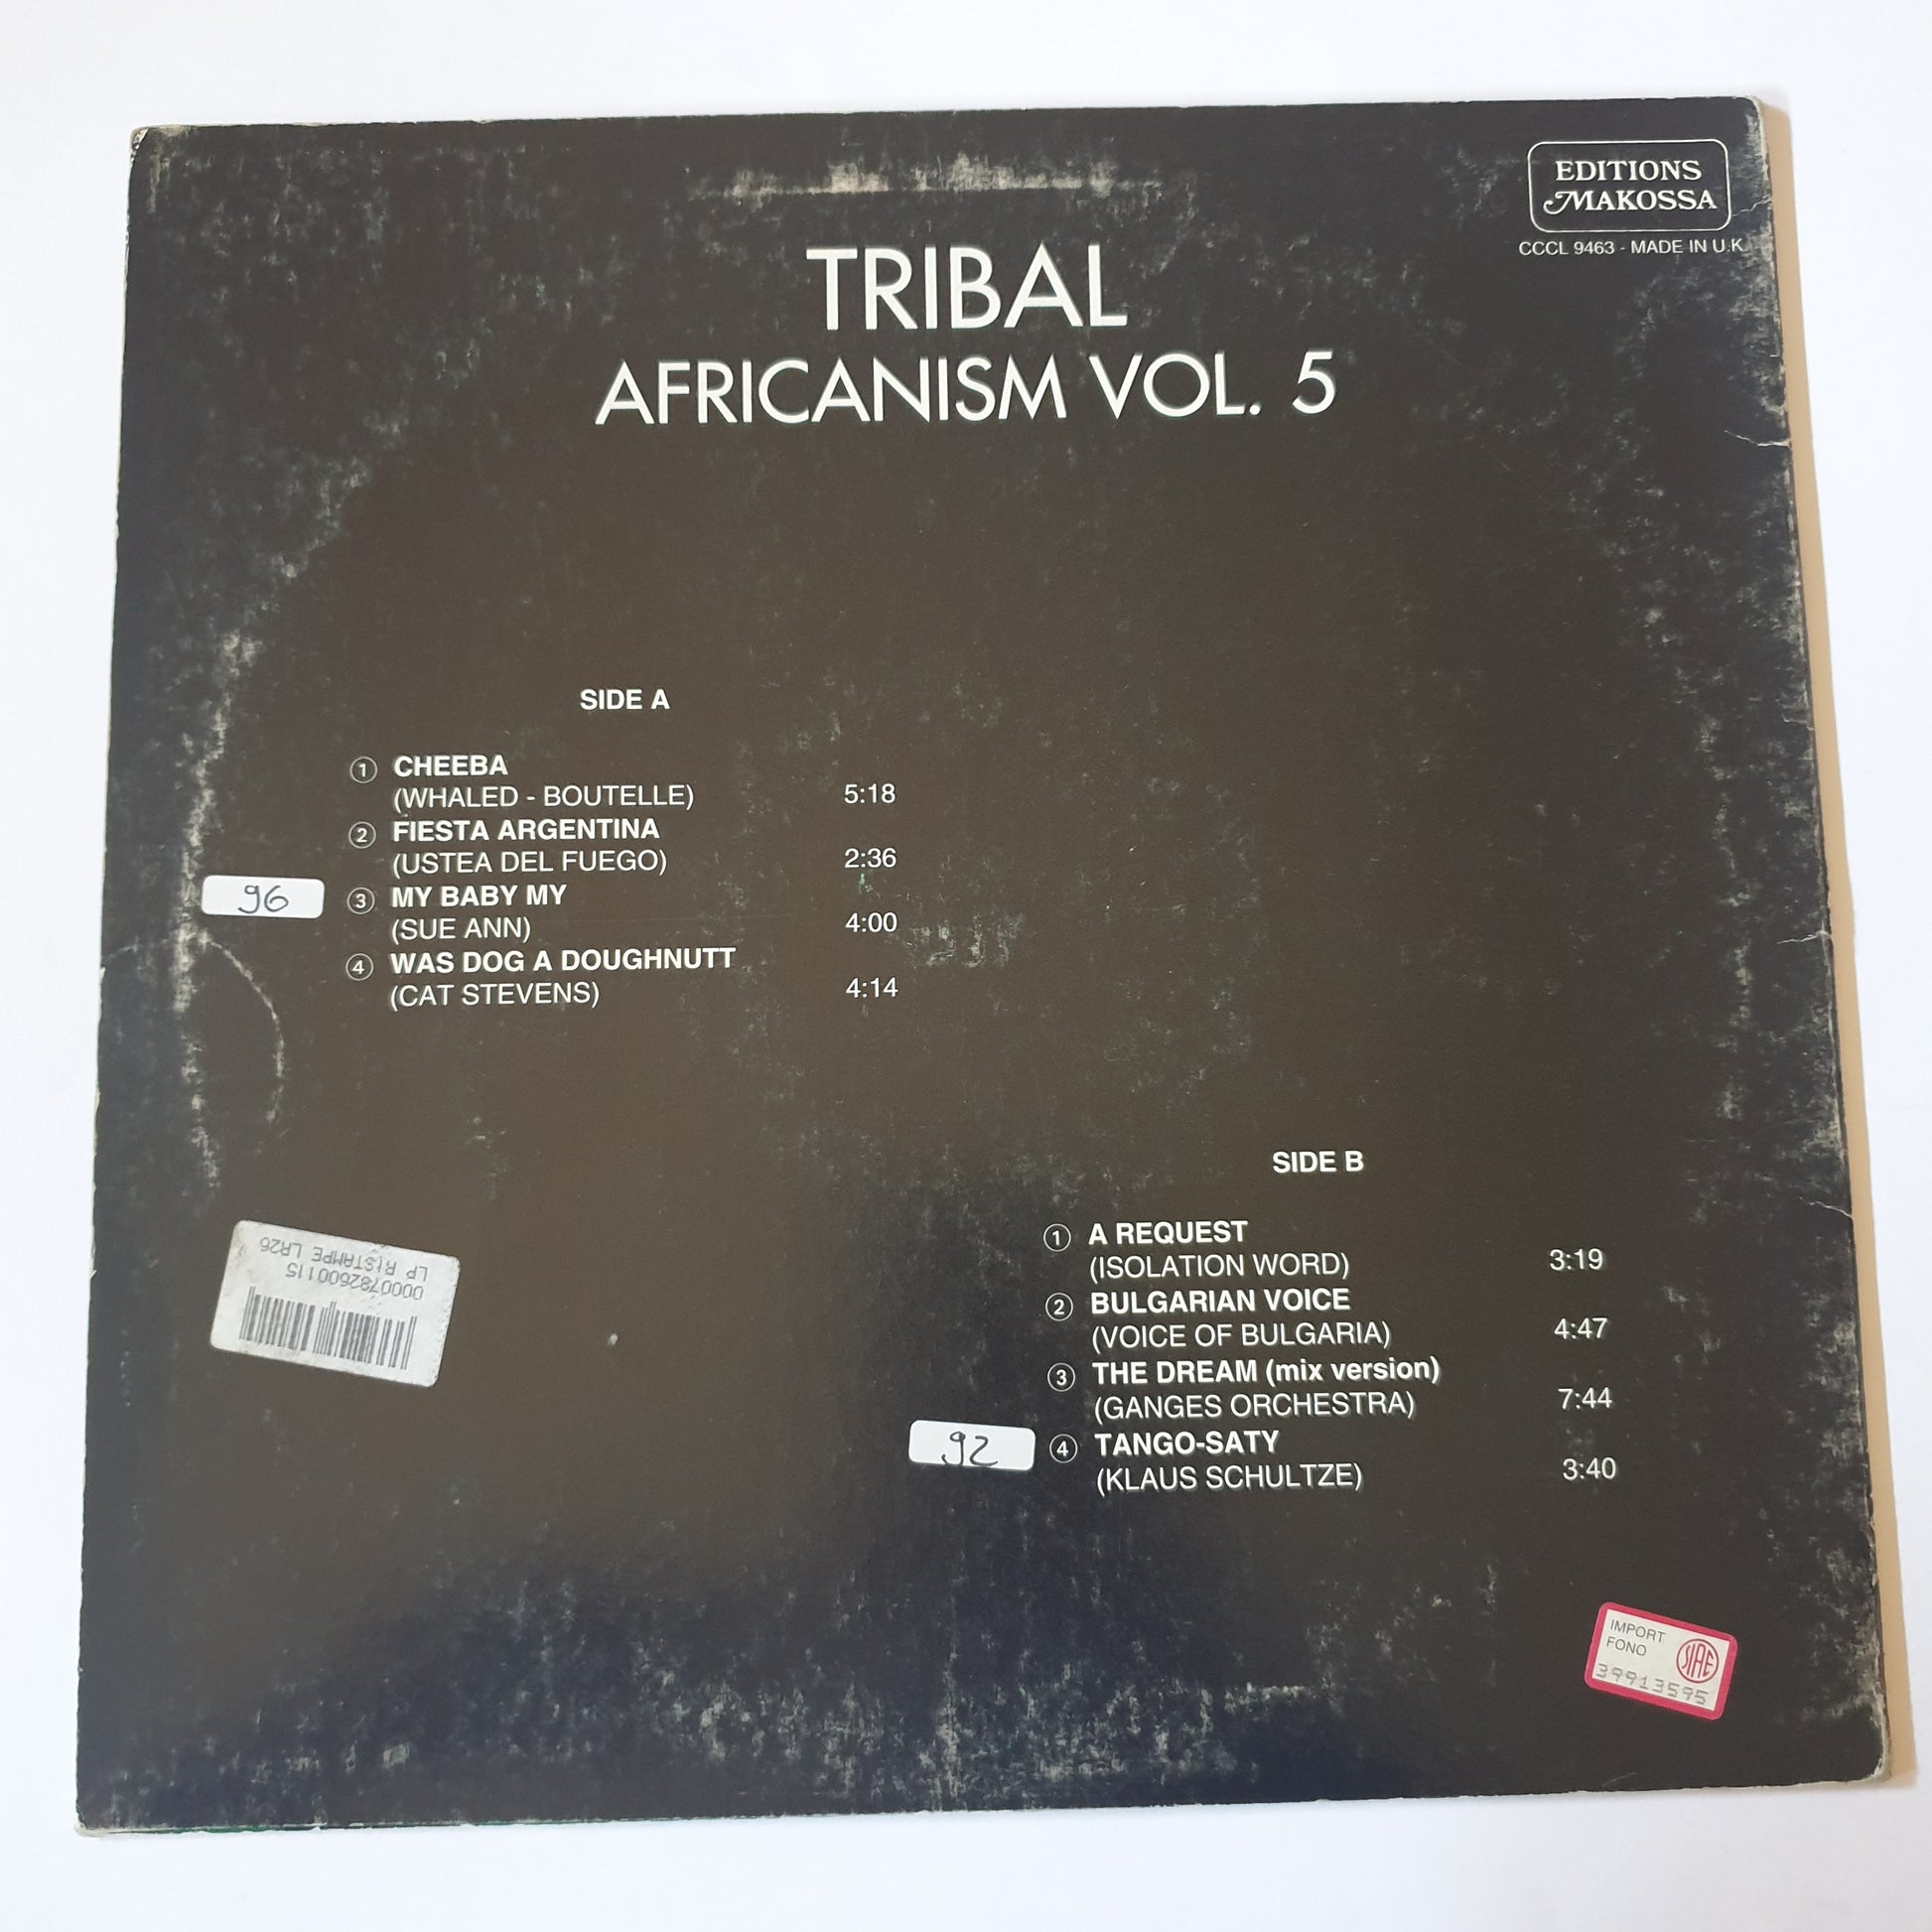 EDITIONS
MAKOSSA
CCCL 9463 - MADE IN U.K.
TRIBAL
AFRICANISM VOL. 5
SIDE A
1 CHEEBA
(WHALED - BOUTELLE) 5:18
2 FIESTA ARGENTINA
(USTEA DEL FUEGO) 2:36
96
3 MY BABY MY
(SUE ANN) 4:00
4 WAS DOG A DOUGHNUTT
(CAT STEVENS) 4:14
SIDE B
1 A REQUEST
(ISOLATION WORD) 3:19
2 BULGARIAN VOICE
(VOICE OF BULGARIA) 4:47
3 THE DREAM (mix version)
(GANGES ORCHESTRA) 7:44
92
4 TANGO-SATY
(KLAUS SCHULTZE) 3:40
0000782600115
LP RISTAMPE LR26
IMPORT
FONO
SIAE
39913595